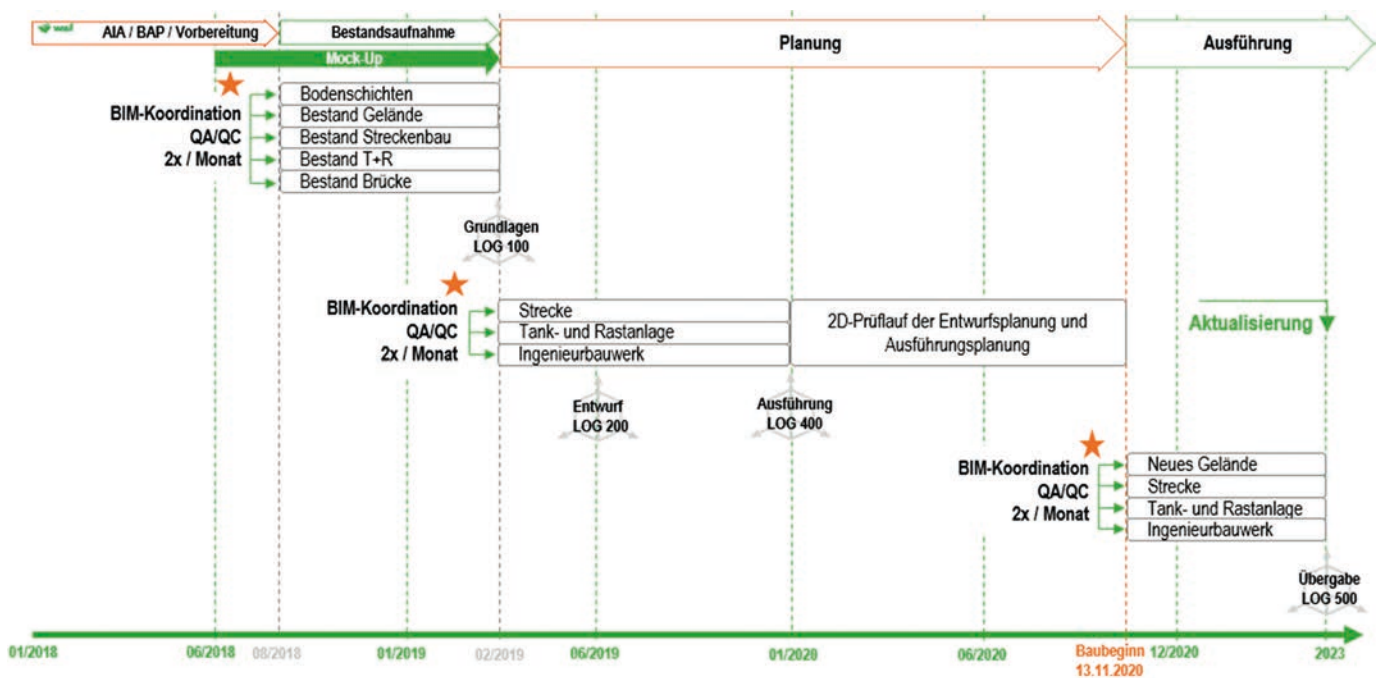 AIA / BAP / Vorbereitung
Bestandsaufnahme
Planung
Ausführung
Mock-Up
BIM-Koordination
QA/QC
2x / Monat
Bodenschichten
Bestand Gelände
Bestand Streckenbau
Bestand T+R
Bestand Brücke
Grundlagen
LOG 100
BIM-Koordination
QA/QC
2x / Monat
Strecke
Tank- und Rastanlage
Ingenieurbauwerk
2D-Prüflauf der Entwurfsplanung und
Ausführungsplanung
Aktualisierung
Entwurf
LOG 200
Ausführung
LOG 400
BIM-Koordination
QA/QC
2x / Monat
Neues Gelände
Strecke
Tank- und Rastanlage
Ingenieurbauwerk
Übergabe
LOG 500
01/2018
06/2018
08/2018
01/2019
02/2019
06/2019
01/2020
06/2020
Baubeginn
13.11.2020
12/2020
2023